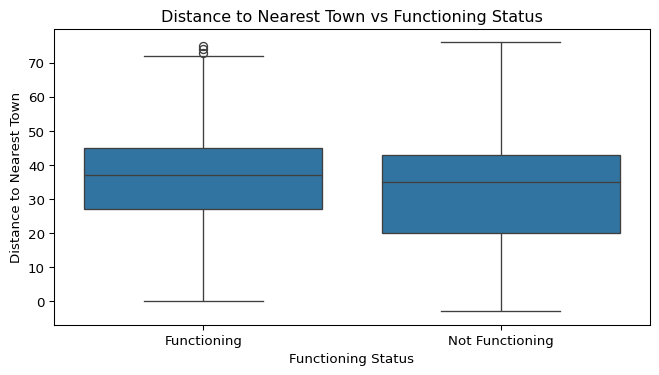 Distance to Nearest Town vs Functioning Status
Distance to Nearest Town
70
60
50
40
30
20
10
0
Functioning
Not Functioning
Functioning Status